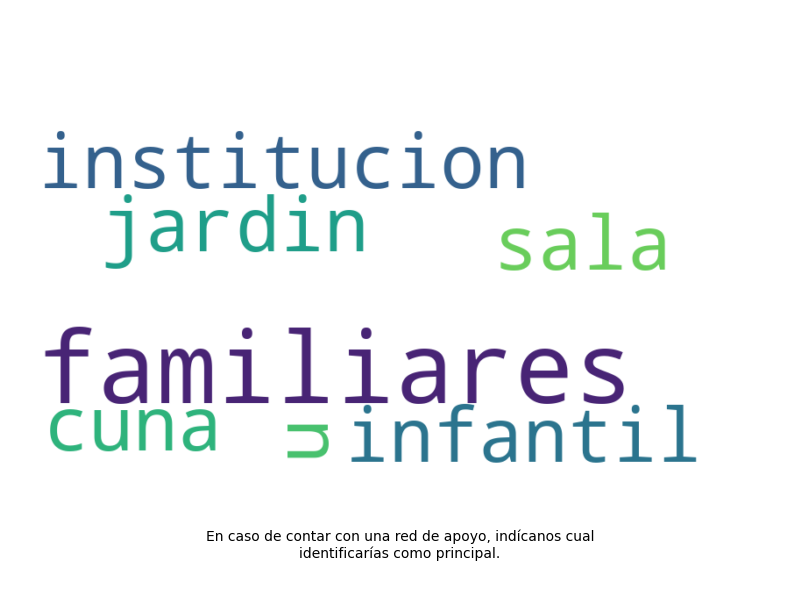 institucion
jardin
sala
familiares
cuna
u
infantil
En caso de contar con una red de apoyo, indícanos cual
identificarías como principal.